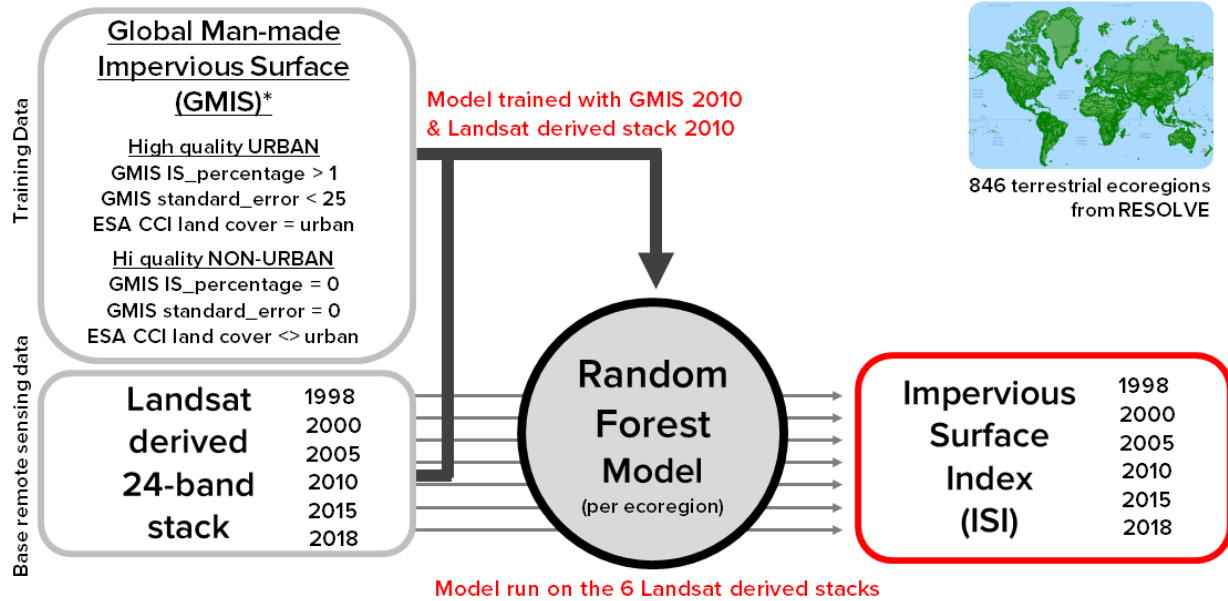 Training Data
Global Man-made
Impervious Surface
(GMIS)*
High quality URBAN
GMIS IS_percentage > 1
GMIS standard_error < 25
ESA CCI land cover = urban
Hi quality NON-URBAN
GMIS IS_percentage = 0
GMIS standard_error = 0
ESA CCI land cover <> urban
Model trained with GMIS 2010
& Landsat derived stack 2010
846 terrestrial ecoregions
from RESOLVE
Base remote sensing data
Landsat
derived
24-band
stack
1998
2000
2005
2010
2015
2018
Random
Forest
Model
(per ecoregion)
Impervious
Surface
Index
(ISI)
1998
2000
2005
2010
2015
2018
Model run on the 6 Landsat derived stacks